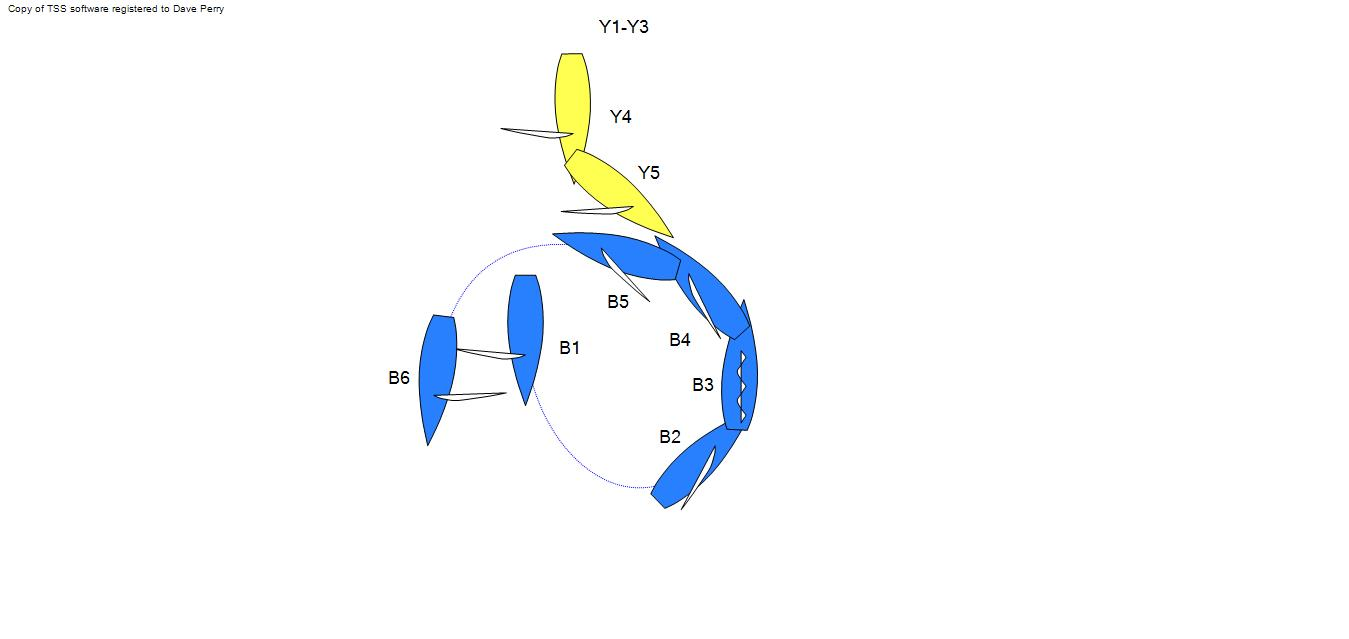 Copy of TSS software registered to Dave Perry
Y1-Y3
Y4
Y5
B5
B4
B1
B6
B3
B2